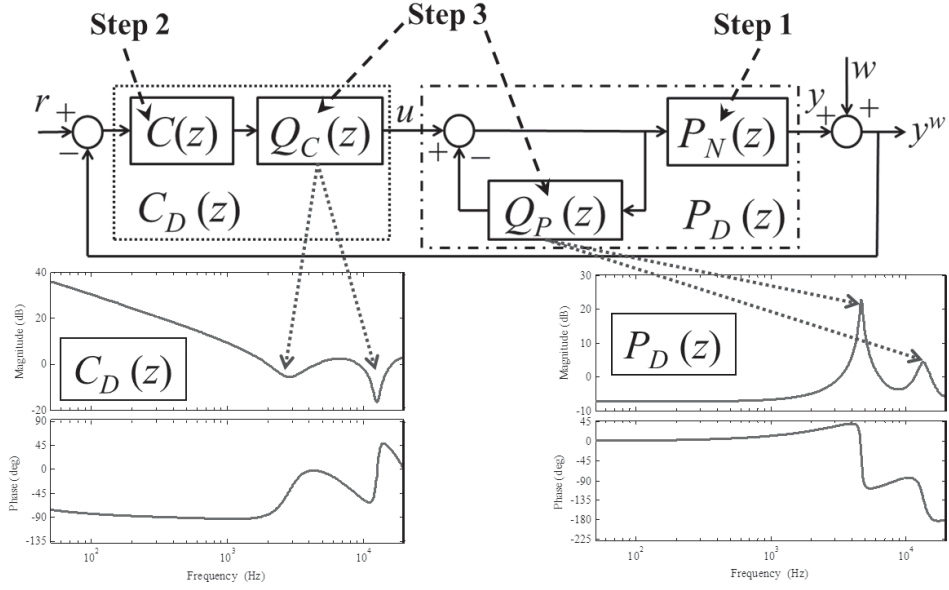 Step 2
Step 3
Step 1
r + −
C(z)
Q_C (z)
u
+ −
P_N (z)
y
w
+ +
y^w
C_D (z)
Q_P (z)
P_D (z)
40
20
0
-20
Magnitude (dB)
C_D (z)
90
45
0
-45
-90
-135
Phase (deg)
10^2
10^3
10^4
Frequency (Hz)
30
20
10
0
-10
Magnitude (dB)
P_D (z)
45
0
-45
-90
-135
-180
-225
Phase (deg)
10^2
10^3
10^4
Frequency (Hz)